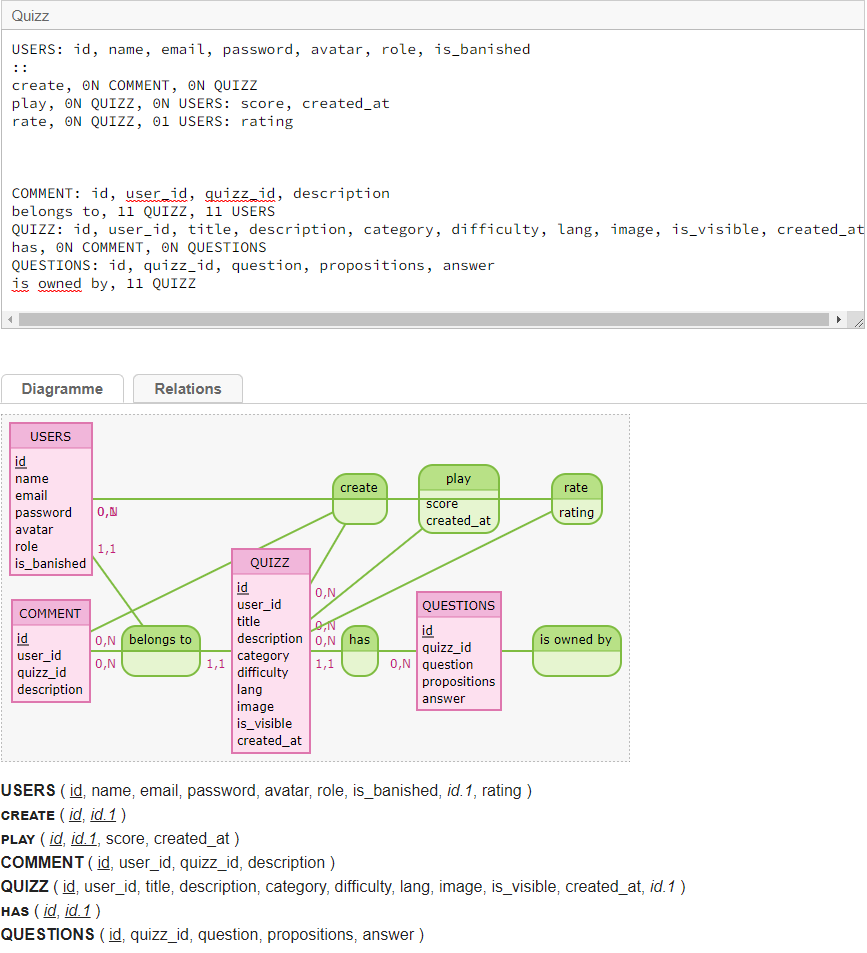 Quizz
USERS: id, name, email, password, avatar, role, is_banished
::
create, 0N COMMENT, 0N QUIZZ
play, 0N QUIZZ, 0N USERS: score, created_at
rate, 0N QUIZZ, 01 USERS: rating
COMMENT: id, user_id, quizz_id, description
belongs to, 11 QUIZZ, 11 USERS
QUIZZ: id, user_id, title, description, category, difficulty, lang, image, is_visible, created_at
has, 0N COMMENT, 0N QUESTIONS
QUESTIONS: id, quizz_id, question, propositions, answer
is owned by, 11 QUIZZ
Diagramme
Relations
USERS
id
name
email
password
avatar
role
is_banished
0,N
1,1
create
play
score
created_at
rate
rating
COMMENT
id
user_id
quizz_id
description
0,N
0,N
belongs to
1,1
QUIZZ
id
user_id
title
description
category
difficulty
lang
image
is_visible
created_at
0,N
0,N
0,N
1,1
has
0,N
QUESTIONS
id
quizz_id
question
propositions
answer
is owned by
USERS ( id, name, email, password, avatar, role, is_banished, id.1, rating )
CREATE ( id, id.1 )
PLAY ( id, id.1, score, created_at )
COMMENT ( id, user_id, quizz_id, description )
QUIZZ ( id, user_id, title, description, category, difficulty, lang, image, is_visible, created_at, id.1 )
HAS ( id, id.1 )
QUESTIONS ( id, quizz_id, question, propositions, answer )